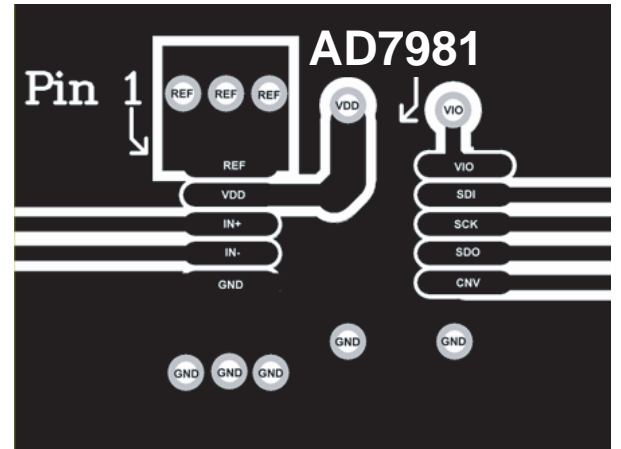 AD7981
Pin 1
REF REF REF
VDD
VIO
REF
VIO
VDD
SDI
IN+
SCK
IN-
SDO
GND
CNV
GND
GND
GND GND GND